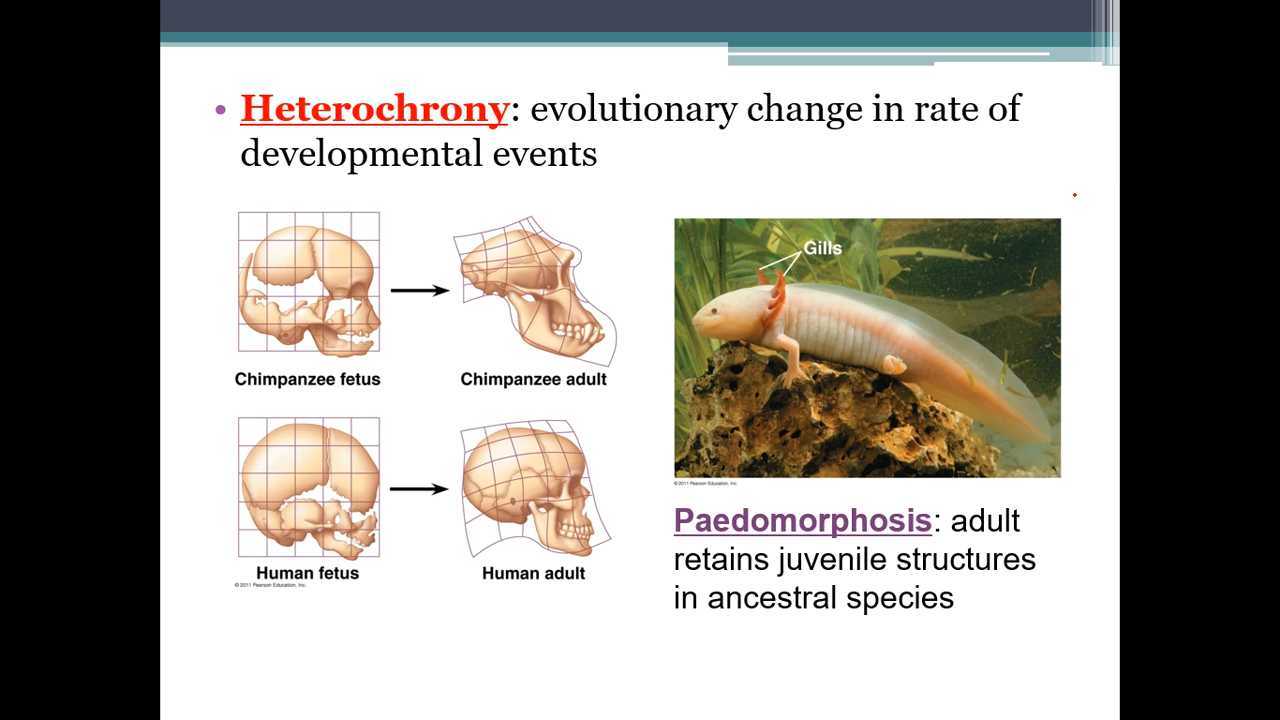 • Heterochrony: evolutionary change in rate of
developmental events
Chimpanzee fetus
Chimpanzee adult
Human fetus
Human adult
©2011 Pearson Education, Inc.
Gills
©2011 Pearson Education, Inc.
Paedomorphosis: adult
retains juvenile structures
in ancestral species